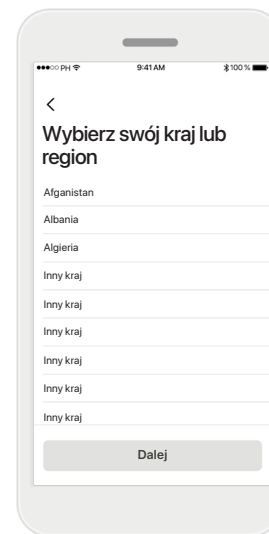 PH 9:41 AM 100 %
Wybierz swój kraj lub
region
Afganistan
Albania
Algieria
Inny kraj
Inny kraj
Inny kraj
Inny kraj
Inny kraj
Inny kraj
Dalej